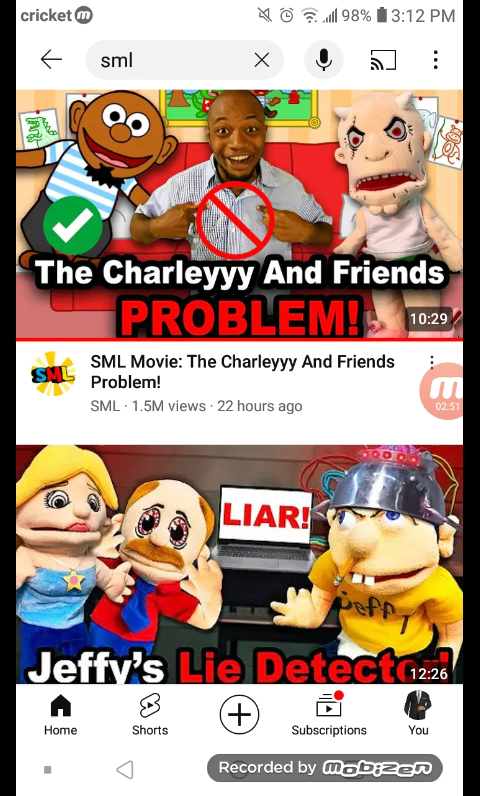 cricket m 98% 3:12 PM
sml
The Charleyyy And Friends
PROBLEM!
10:29
SML
SML Movie: The Charleyyy And Friends
Problem!
SML · 1.5M views · 22 hours ago
m
02:51
LIAR!
Jeffy
Jeffy's Lie Detector!
12:26
Home
Shorts
Subscriptions
You
Recorded by mobizen